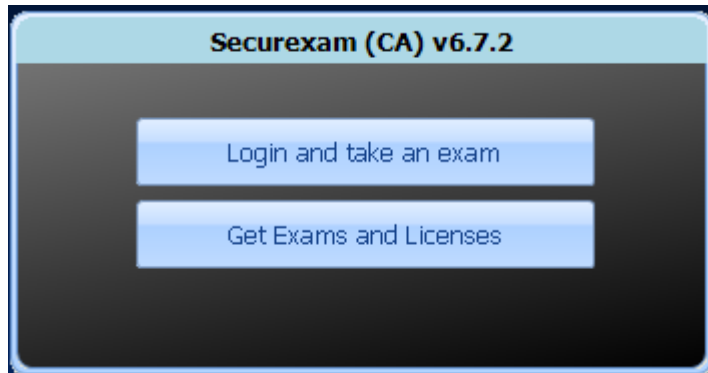 Securexam (CA) v6.7.2
Login and take an exam
Get Exams and Licenses